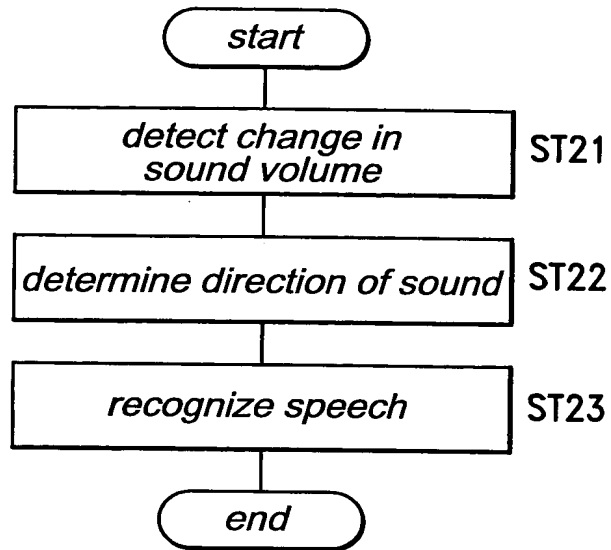 start
detect change in
sound volume
ST21
determine direction of sound
ST22
recognize speech
ST23
end